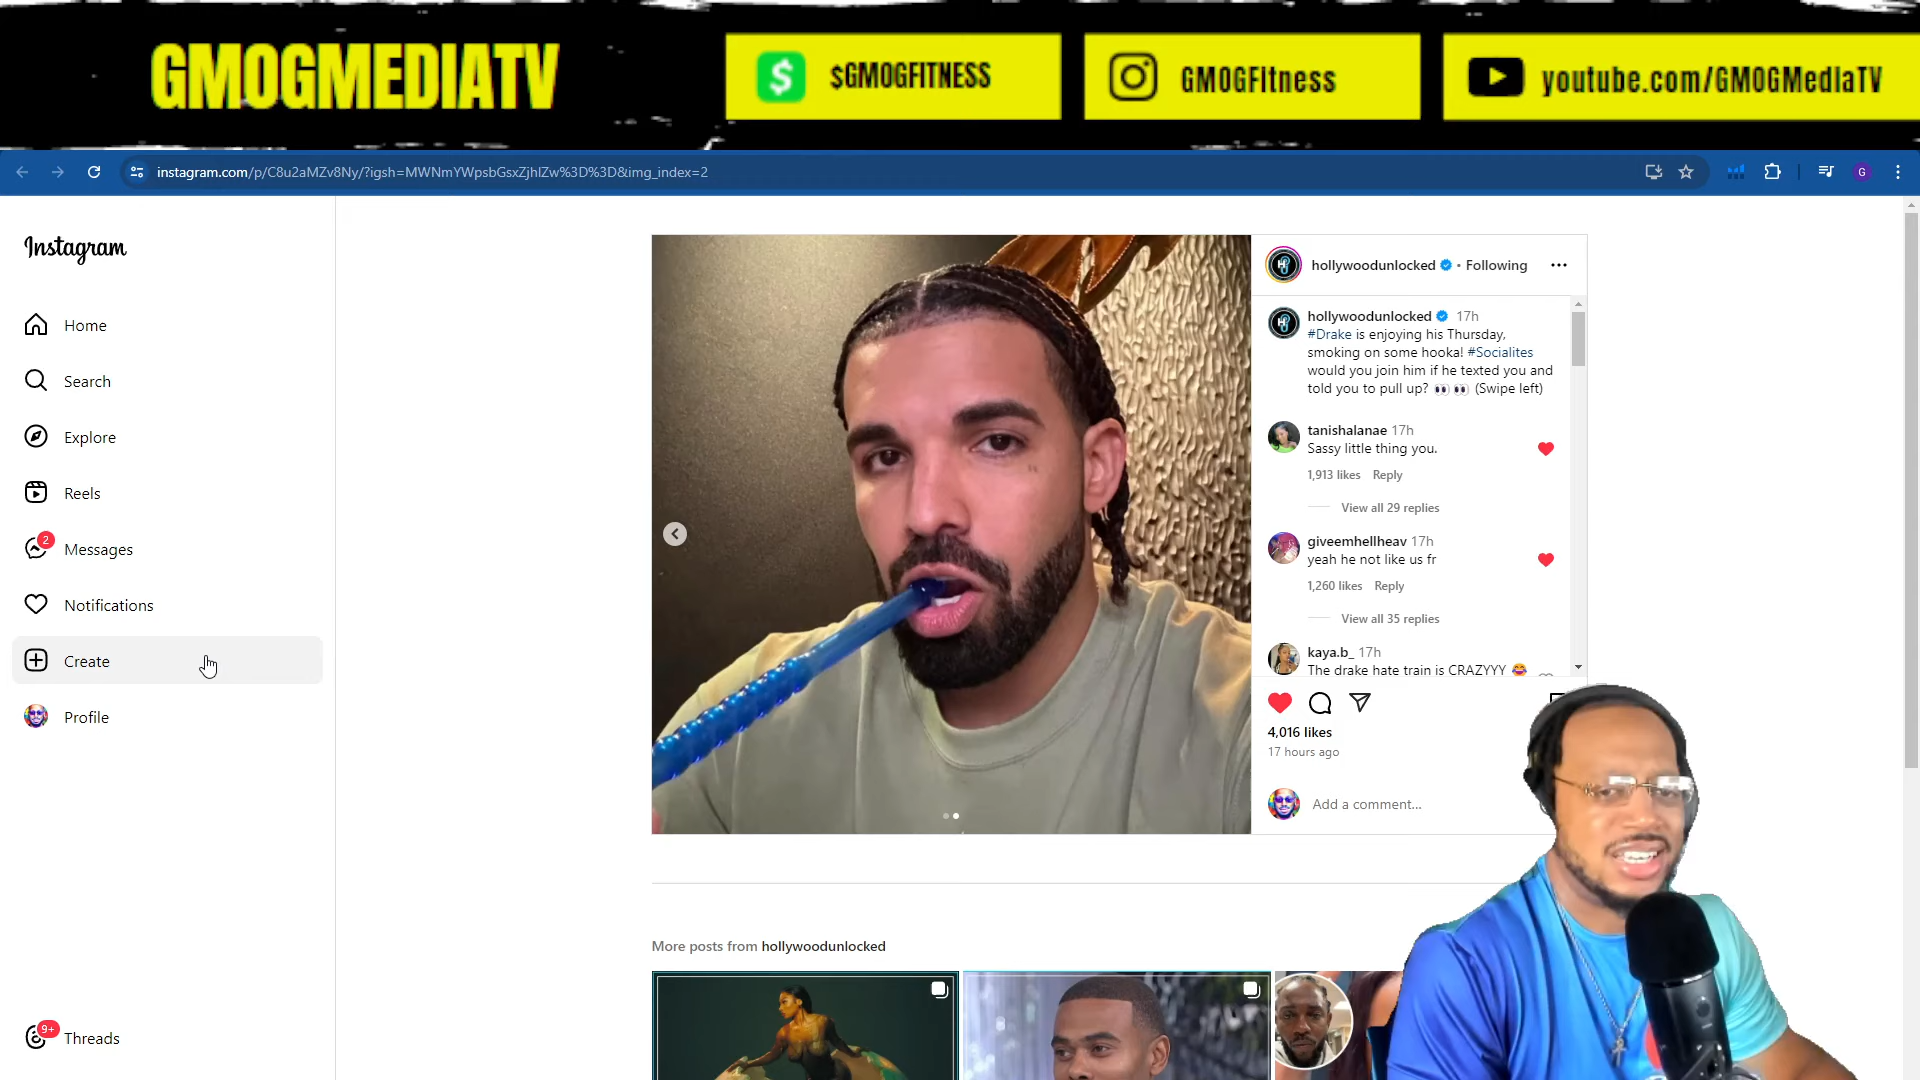 GMOGMEDIATV
$GMOGFITNESS
GMOGFitness
youtube.com/GMOGMediaTV
instagram.com/p/C8u2aMZv8Ny/?igsh=MWNmYWpsbGsxZjhlZw%3D%3D&img_index=2
G
Instagram
Home
Search
Explore
Reels
2
Messages
Notifications
Create
Profile
9+
Threads
hollywoodunlocked • Following
hollywoodunlocked 17h
#Drake is enjoying his Thursday,
smoking on some hooka! #Socialites
would you join him if he texted you and
told you to pull up? 👀 👀 (Swipe left)
tanishalanae 17h
Sassy little thing you.
1,913 likes Reply
View all 29 replies
giveemhellheav 17h
yeah he not like us fr
1,260 likes Reply
View all 35 replies
kaya.b_ 17h
The drake hate train is CRAZYYY 😂
4,016 likes
17 hours ago
Add a comment...
More posts from hollywoodunlocked